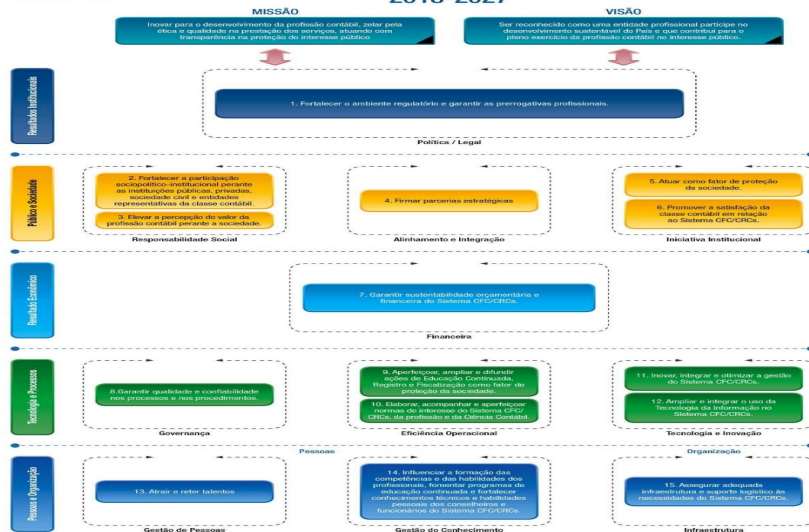 2018-2027
MISSÃO
Inovar para o desenvolvimento da profissão contábil, zelar pela
ética e qualidade na prestação dos serviços, atuando com
transparência na proteção do interesse público
VISÃO
Ser reconhecido como uma entidade profissional partícipe no
desenvolvimento sustentável do País e que contribui para o
pleno exercício da profissão contábil no interesse público.
Resultados Institucionais
1. Fortalecer o ambiente regulatório e garantir as prerrogativas profissionais.
Política / Legal
Público e Sociedade
2. Fortalecer a participação
sociopolítico-institucional perante
as instituições públicas, privadas,
sociedade civil e entidades
representativas da classe contábil.
3. Elevar a percepção do valor da
profissão contábil perante a sociedade.
Responsabilidade Social
4. Firmar parcerias estratégicas
Alinhamento e Integração
5. Atuar como fator de proteção
da sociedade.
6. Promover a satisfação da
classe contábil em relação
ao Sistema CFC/CRCs.
Iniciativa Institucional
Resultado Econômico
7. Garantir sustentabilidade orçamentária e
financeira do Sistema CFC/CRCs.
Financeira
Tecnologia e Processos
8.Garantir qualidade e confiabilidade
nos processos e nos procedimentos.
Governança
9. Aperfeiçoar, ampliar e difundir
ações de Educação Continuada,
Registro e Fiscalização como fator de
proteção da sociedade.
10. Elaborar, acompanhar e aperfeiçoar
normas de interesse do Sistema CFC/
CRCs, da profissão e da Ciência Contábil.
Eficiência Operacional
11. Inovar, integrar e otimizar a gestão
do Sistema CFC/CRCs.
12. Ampliar e integrar o uso da
Tecnologia da Informação no
Sistema CFC/CRCs.
Tecnologia e Inovação
Pessoas e Organização
Pessoas
Organização
13. Atrair e reter talentos
Gestão de Pessoas
14. Influenciar a formação das
competências e das habilidades dos
profissionais, fomentar programas de
educação continuada e fortalecer
conhecimentos técnicos e habilidades
pessoais dos conselheiros e
funcionários do Sistema CFC/CRCs.
Gestão do Conhecimento
15. Assegurar adequada
infraestrutura e suporte logístico às
necessidades do Sistema CFC/CRCs.
Infraestrutura